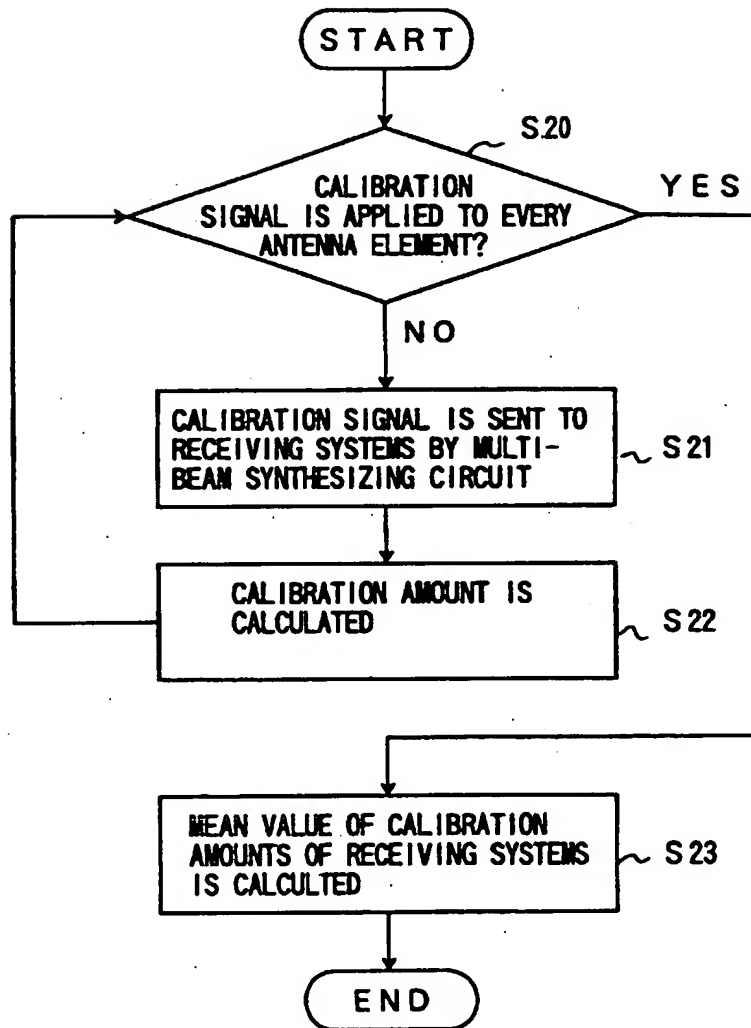 START
S20
CALIBRATION
SIGNAL IS APPLIED TO EVERY
ANTENNA ELEMENT?
YES
NO
CALIBRATION SIGNAL IS SENT TO
RECEIVING SYSTEMS BY MULTI-
BEAM SYNTHESIZING CIRCUIT
S21
CALIBRATION AMOUNT IS
CALCULATED
S22
MEAN VALUE OF CALIBRATION
AMOUNTS OF RECEIVING SYSTEMS
IS CALCULTED
S23
END